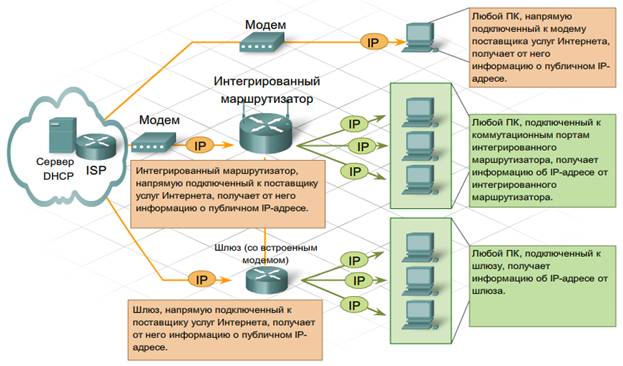 Модем
IP
Любой ПК, напрямую
подключенный к модему
поставщика услуг Интернета,
получает от него
информацию о публичном IP-
адресе.
Интегрированный
маршрутизатор
Модем
IP
IP
IP
IP
Сервер
DHCP
ISP
Любой ПК, подключенный к
коммутационным портам
интегрированного
маршрутизатора, получает
информацию об IP-адресе от
интегрированного
маршрутизатора.
Интегрированный маршрутизатор,
напрямую подключенный к поставщику
услуг Интернета, получает от него
информацию о публичном IP-адресе.
Шлюз (со встроенным
модемом)
IP
IP
IP
IP
Любой ПК, подключенный к
шлюзу, получает
информацию об IP-адресе от
шлюза.
Шлюз, напрямую подключенный к
поставщику услуг Интернета, получает
от него информацию о публичном IP-
адресе.